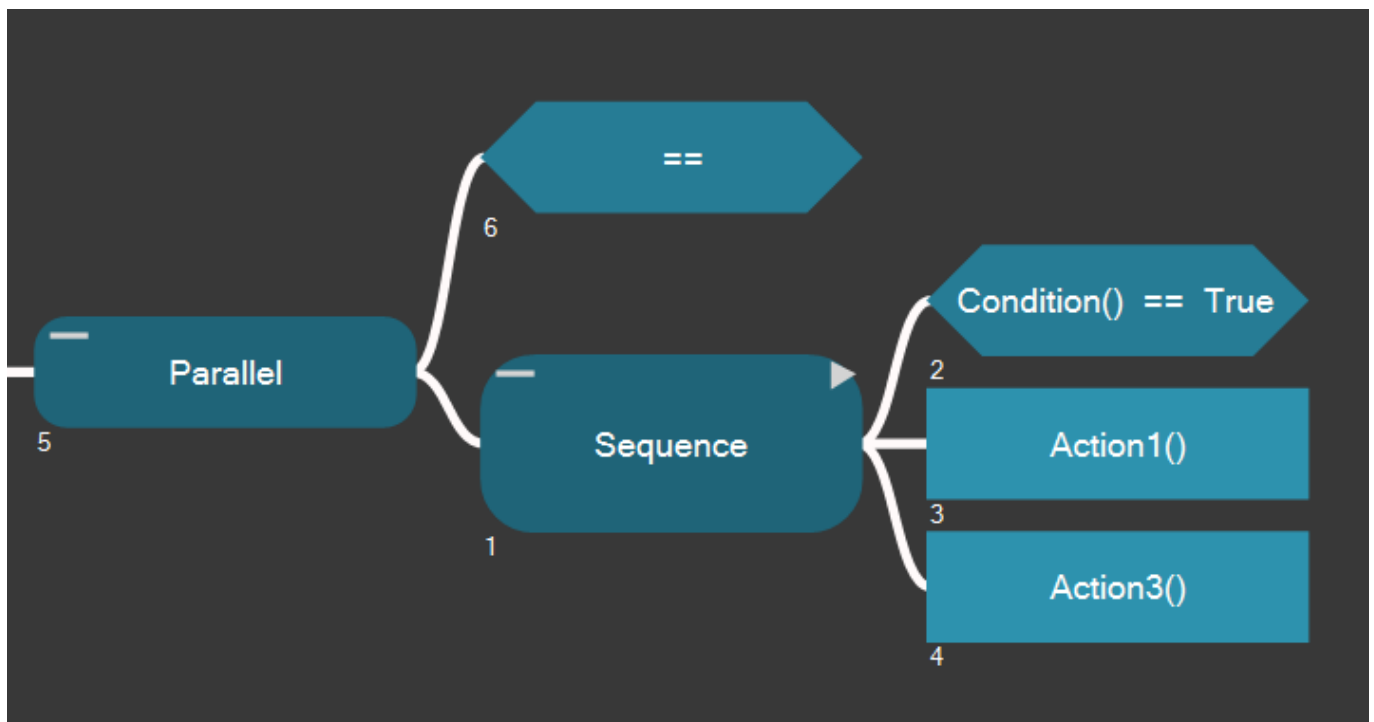 ==
6
Parallel
5
Sequence
1
Condition() == True
2
Action1()
3
Action3()
4